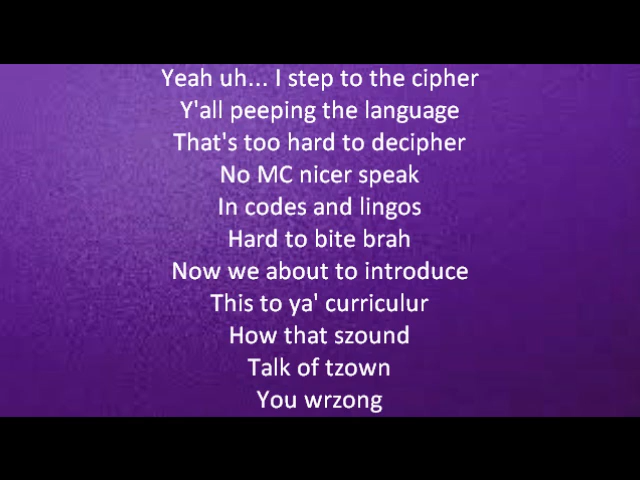 Yeah uh... I step to the cipher
Y'all peeping the language
That's too hard to decipher
No MC nicer speak
In codes and lingos
Hard to bite brah
Now we about to introduce
This to ya' curriculur
How that szound
Talk of tzown
You wrzong